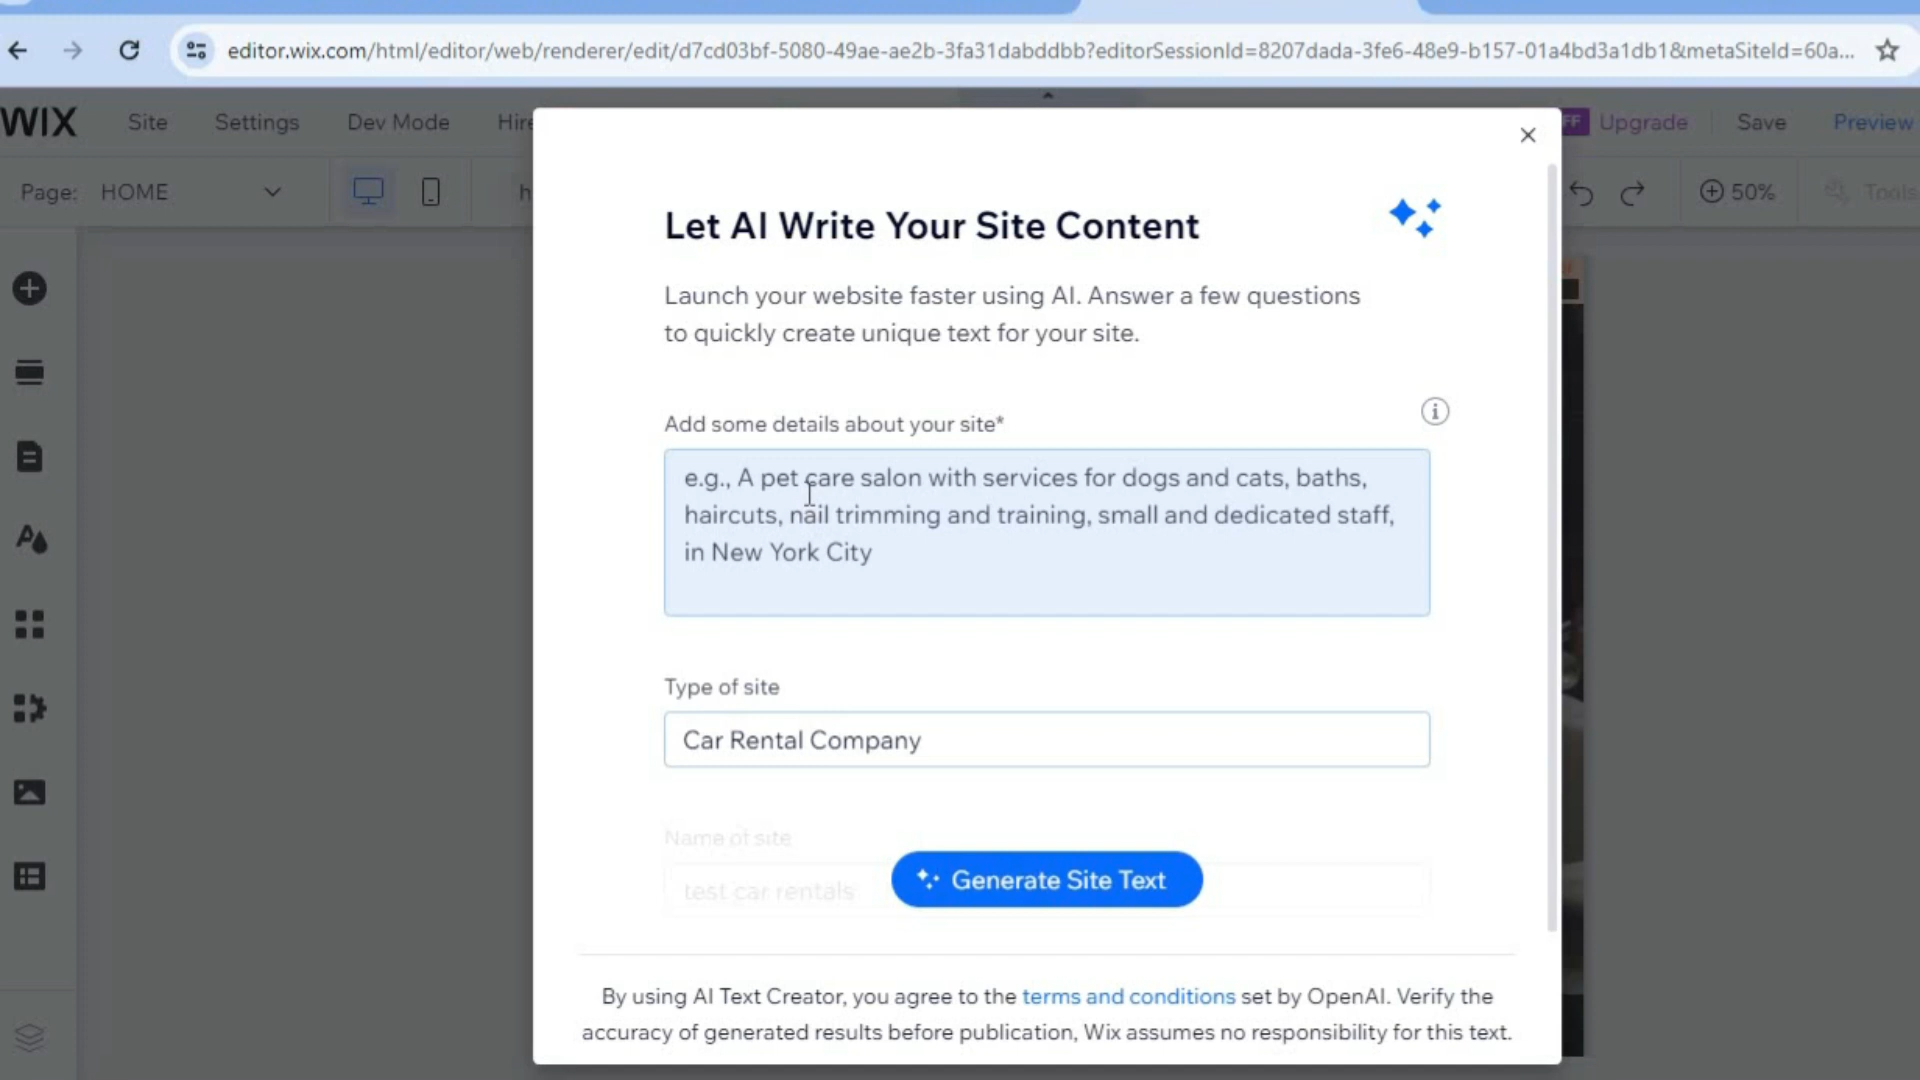 editor.wix.com/html/editor/web/renderer/edit/d7cd03bf-5080-49ae-ae2b-3fa31dabddbb?editorSessionId=8207dada-3fe6-48e9-b157-01a4bd3a1db1&metaSiteId=60a...
WIX Site Settings Dev Mode Hire Upgrade Save Preview
Page: HOME h 50% Tools
Let AI Write Your Site Content
Launch your website faster using AI. Answer a few questions
to quickly create unique text for your site.
Add some details about your site*
e.g., A pet care salon with services for dogs and cats, baths,
haircuts, nail trimming and training, small and dedicated staff,
in New York City
Type of site
Car Rental Company
Name of site
test car rentals
Generate Site Text
By using AI Text Creator, you agree to the terms and conditions set by OpenAI. Verify the
accuracy of generated results before publication, Wix assumes no responsibility for this text.